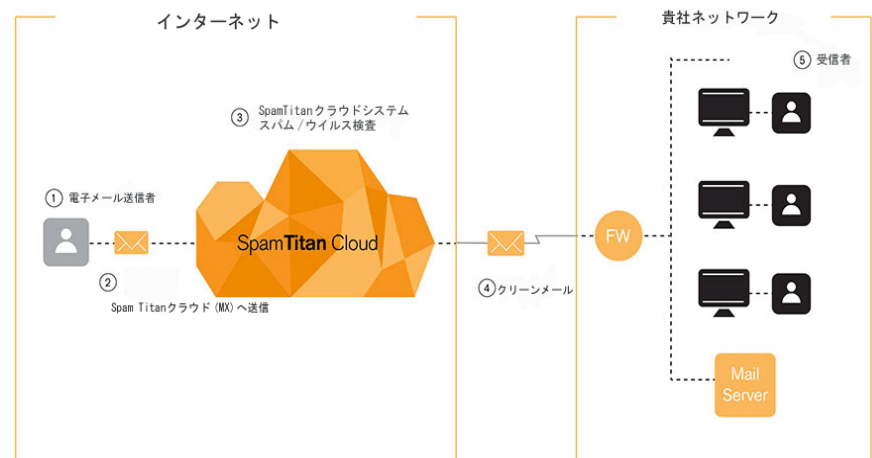 インターネット
貴社ネットワーク
⑤ 受信者
③ SpamTitanクラウドシステム
スパム/ウイルス検査
① 電子メール送信者
SpamTitan Cloud
FW
②
Spam Titanクラウド(MX)へ送信
④クリーンメール
Mail
Server